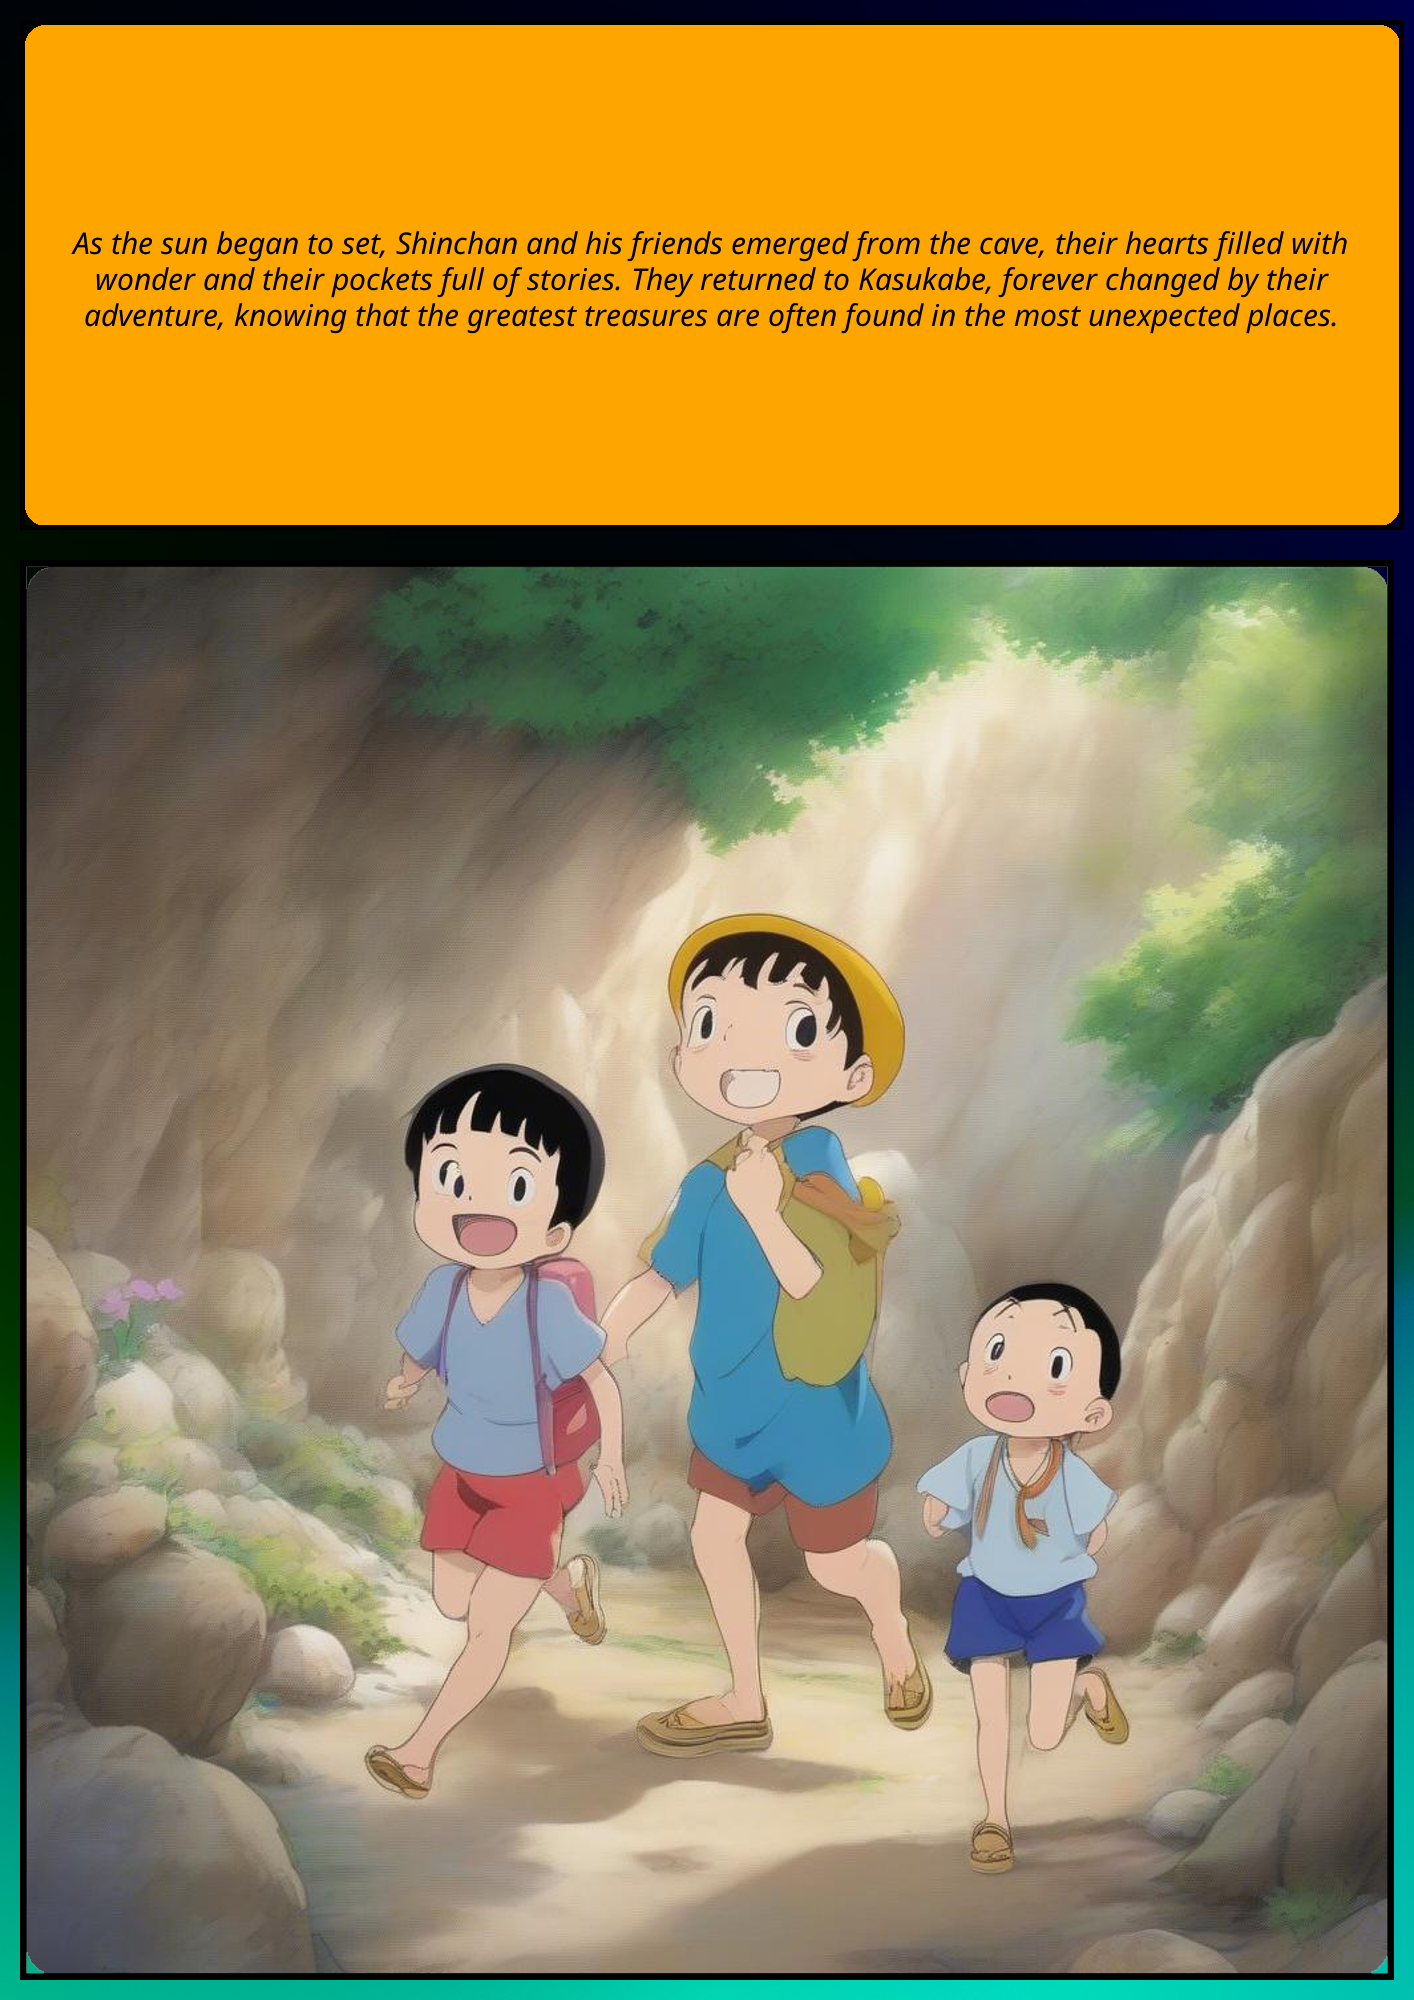 As the sun began to set, Shinchan and his friends emerged from the cave, their hearts filled with
wonder and their pockets full of stories. They returned to Kasukabe, forever changed by their
adventure, knowing that the greatest treasures are often found in the most unexpected places.